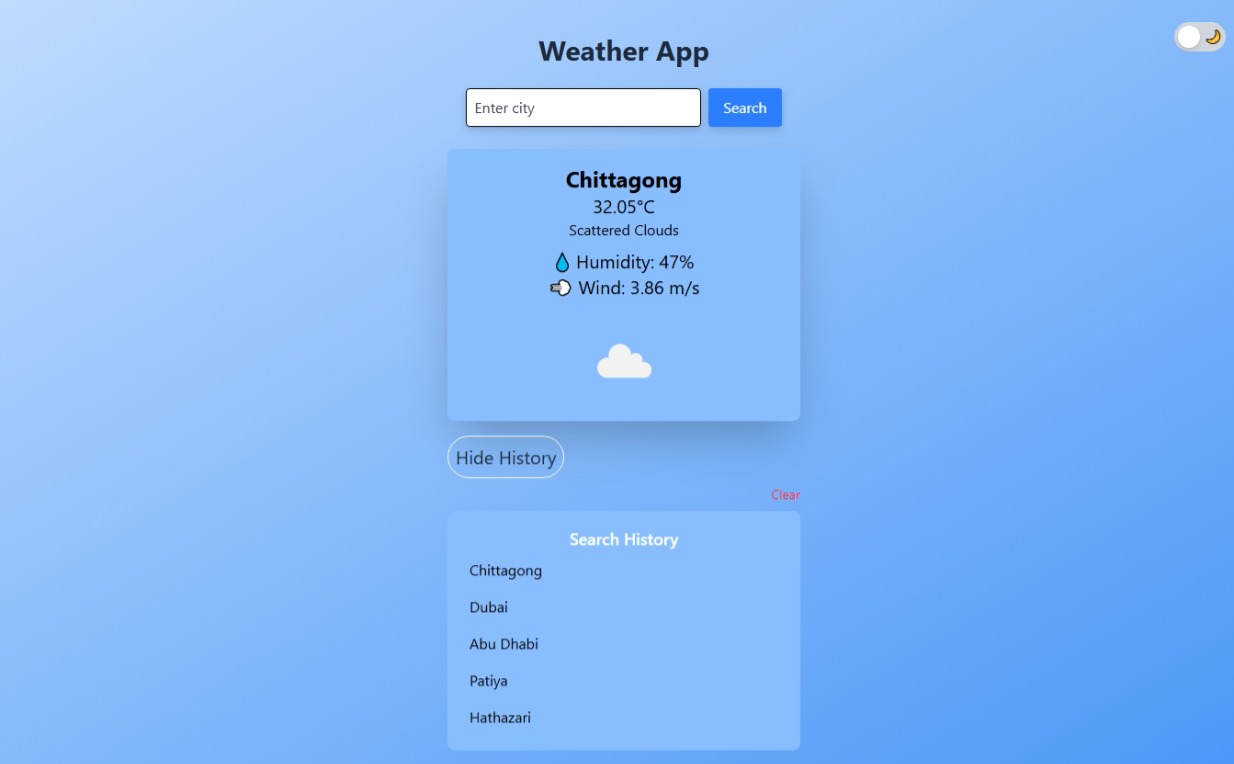 Weather App
Enter city
Search
Chittagong
32.05°C
Scattered Clouds
Humidity: 47%
Wind: 3.86 m/s
Hide History
Clear
Search History
Chittagong
Dubai
Abu Dhabi
Patiya
Hathazari